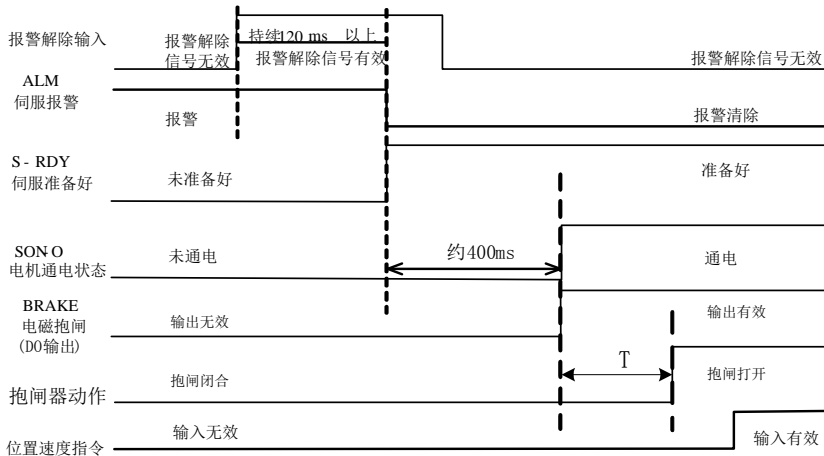 报警解除输入
报警解除
信号无效
持续120 ms 以上
报警解除信号有效
报警解除信号无效
ALM
伺服报警
报警
报警清除
S - RDY
伺服准备好
未准备好
准备好
SON-O
电机通电状态
未通电
约400ms
通电
BRAKE
电磁抱闸
(DO输出)
输出无效
输出有效
T
抱闸器动作
抱闸闭合
抱闸打开
位置速度指令
输入无效
输入有效